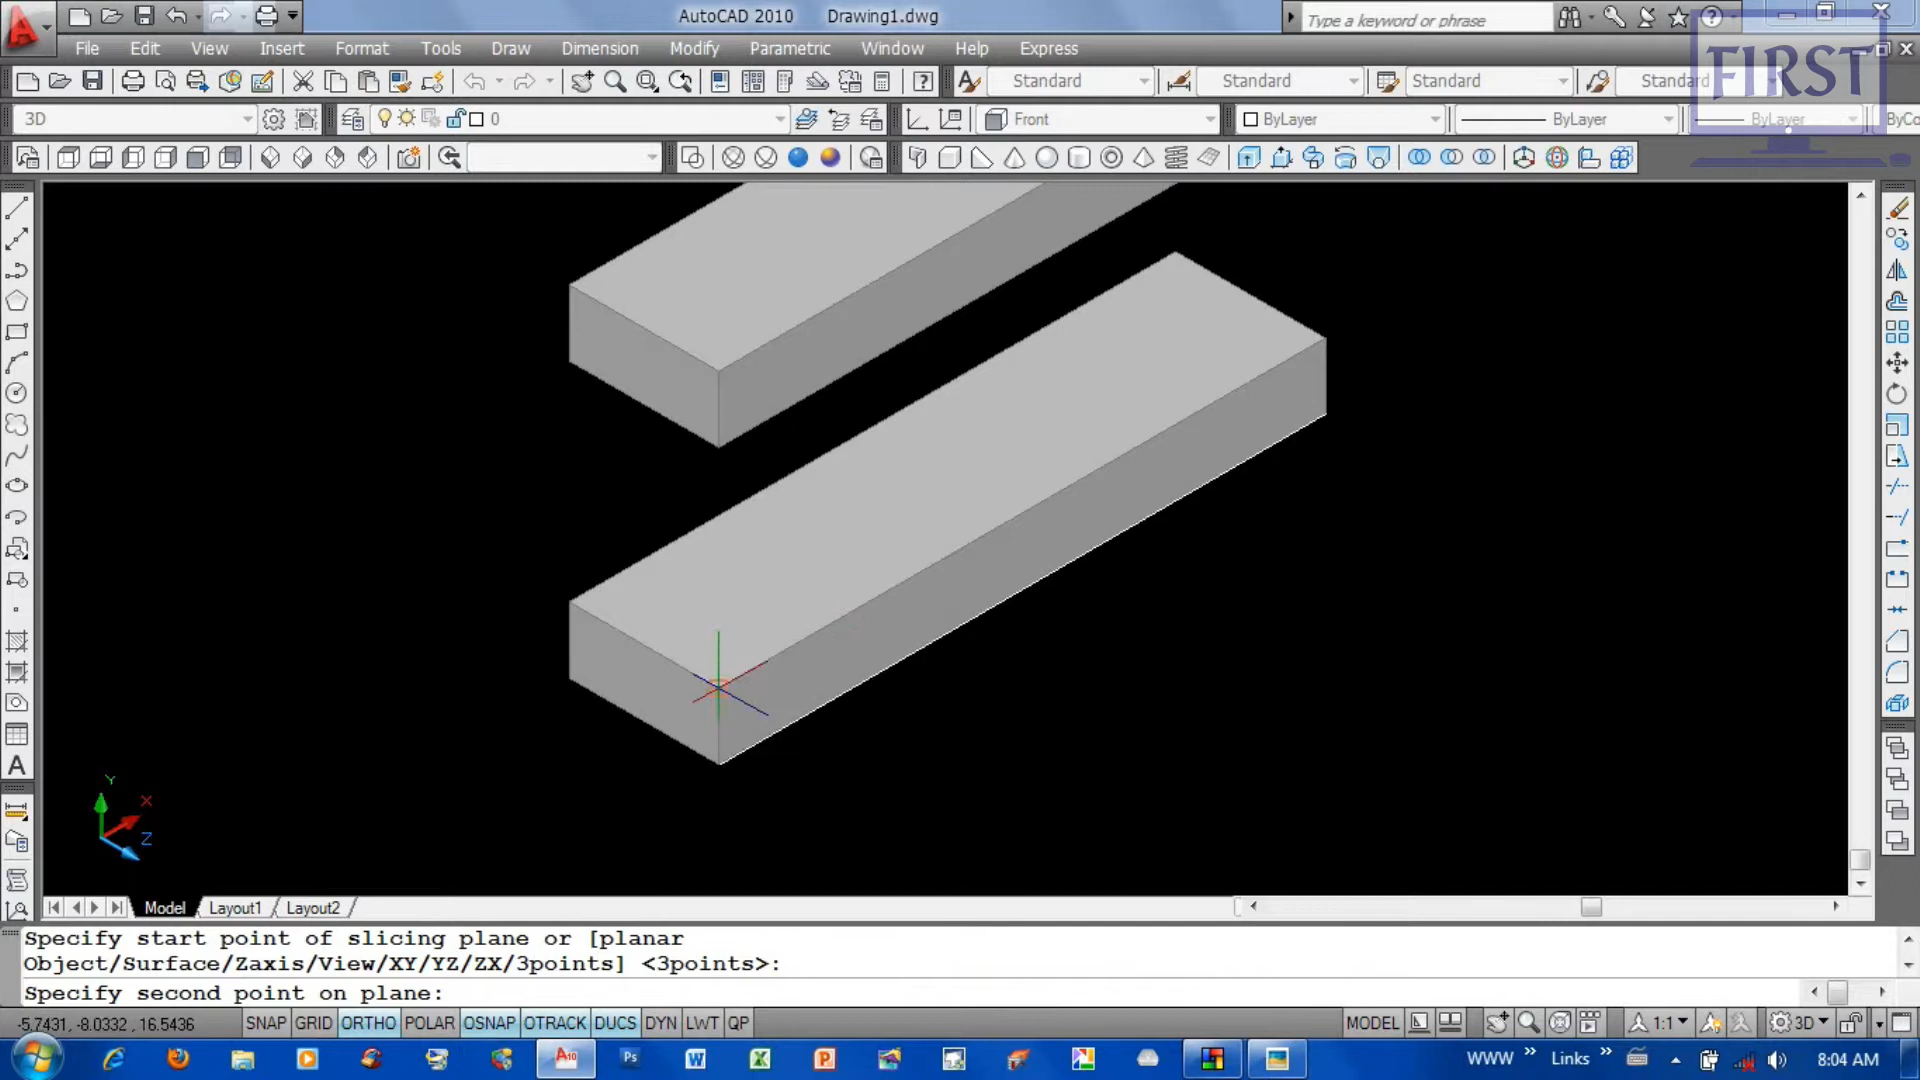 AutoCAD 2010 Drawing1.dwg
Type a keyword or phrase
FIRST
File Edit View Insert Format Tools Draw Dimension Modify Parametric Window Help Express
Standard Standard Standard Standard
3D 0 Front ByLayer ByLayer ByLayer ByCo
Y
X
Z
Model Layout1 Layout2
Specify start point of slicing plane or [planar
Object/Surface/Zaxis/View/XY/YZ/ZX/3points] <3points>:
Specify second point on plane:
-5.7431, -8.0332 , 16.5436 SNAP GRID ORTHO POLAR OSNAP OTRACK DUCS DYN LWT QP MODEL 1:1 3D
WWW » Links » 8:04 AM